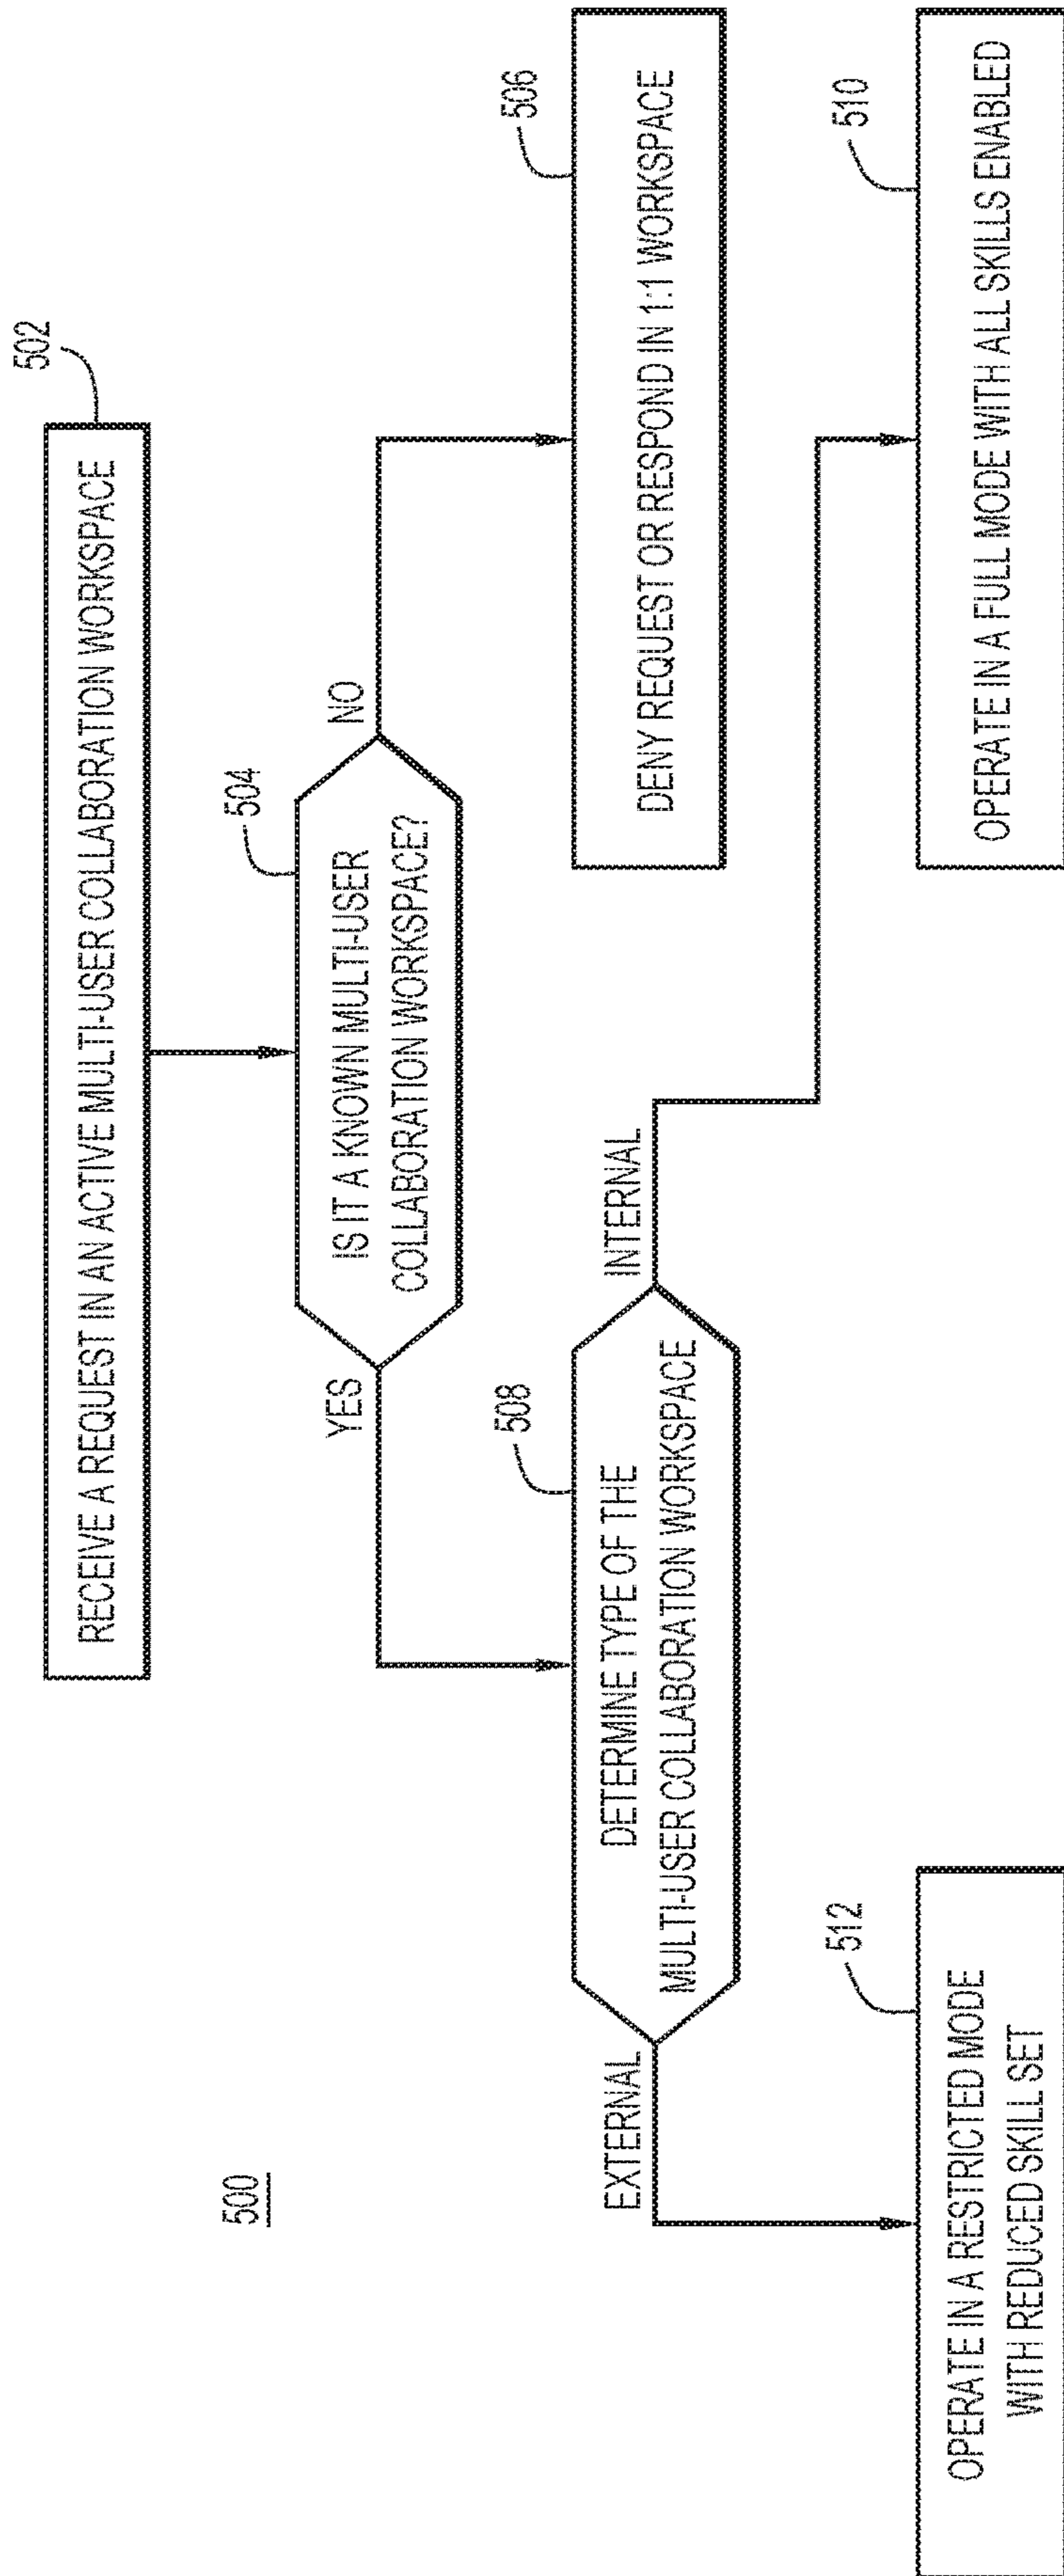 500
502
RECEIVE A REQUEST IN AN ACTIVE MULTI-USER COLLABORATION WORKSPACE
504
IS IT A KNOWN MULTI-USER
COLLABORATION WORKSPACE?
YES
NO
506
DENY REQUEST OR RESPOND IN 1:1 WORKSPACE
508
DETERMINE TYPE OF THE
MULTI-USER COLLABORATION WORKSPACE
EXTERNAL
INTERNAL
512
OPERATE IN A RESTRICTED MODE
WITH REDUCED SKILL SET
510
OPERATE IN A FULL MODE WITH ALL SKILLS ENABLED